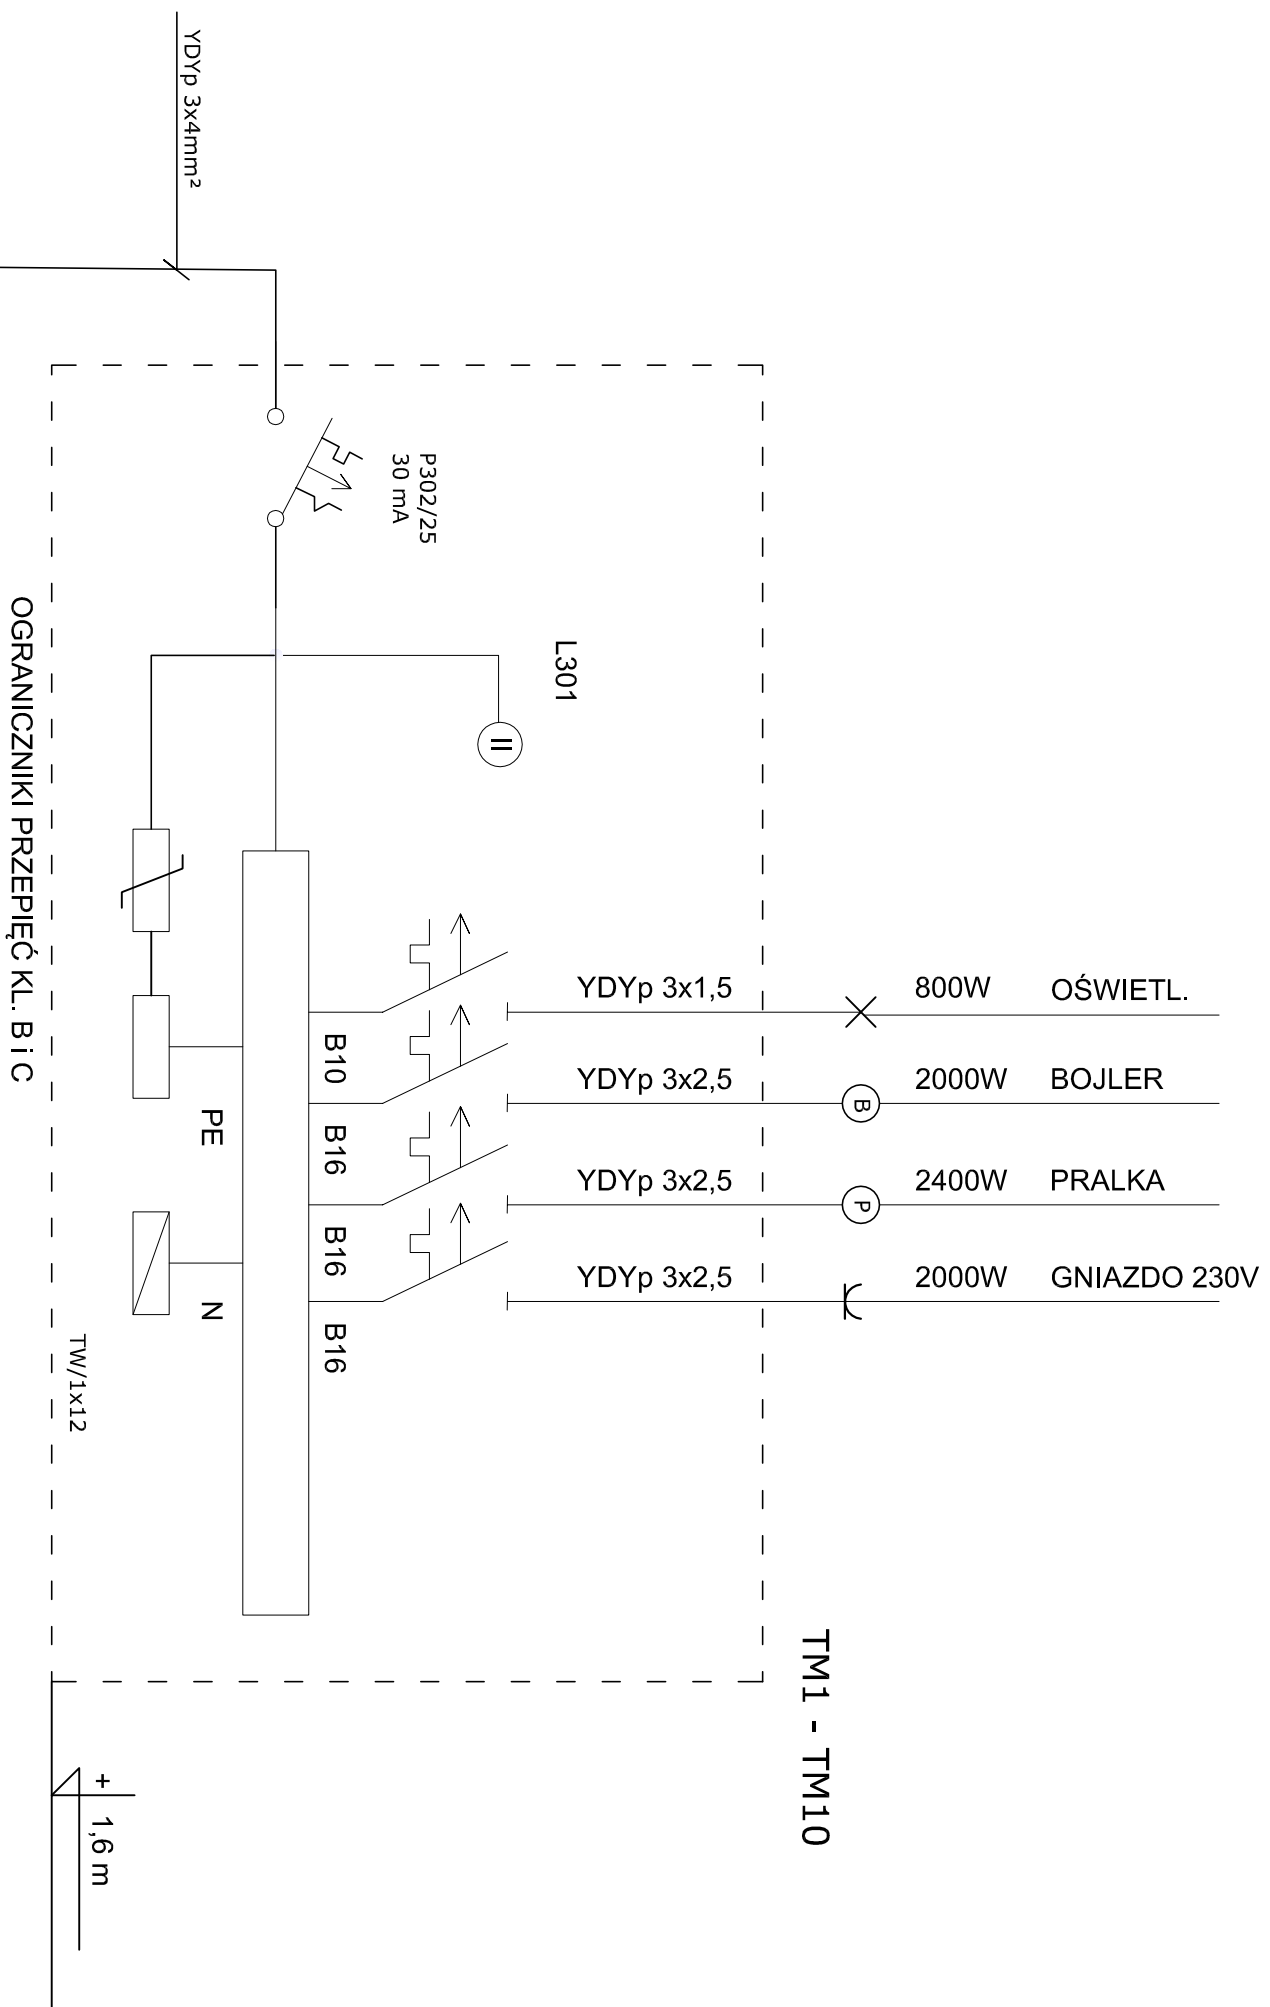 YDYp 3x4mm²
P302/25
30 mA
L301
YDYp 3x1,5 800W OŚWIETL.
B10
YDYp 3x2,5 2000W BOJLER
B
B16
YDYp 3x2,5 2400W PRALKA
P
B16
YDYp 3x2,5 2000W GNIAZDO 230V
B16
PE
N
TW/1x12
OGRANICZNIKI PRZEPIĘĆ KL. B i C
TM1 - TM10
+ 1,6 m